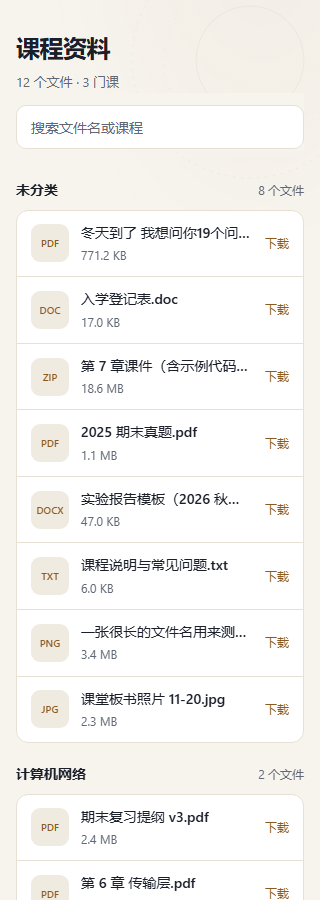 课程资料
12 个文件 · 3 门课
搜索文件名或课程
未分类
8 个文件
PDF
冬天到了 我想问你19个问...
771.2 KB
下载
DOC
入学登记表.doc
17.0 KB
下载
ZIP
第 7 章课件（含示例代码...
18.6 MB
下载
PDF
2025 期末真题.pdf
1.1 MB
下载
DOCX
实验报告模板（2026 秋...
47.0 KB
下载
TXT
课程说明与常见问题.txt
6.0 KB
下载
PNG
一张很长的文件名用来测...
3.4 MB
下载
JPG
课堂板书照片 11-20.jpg
2.3 MB
下载
计算机网络
2 个文件
PDF
期末复习提纲 v3.pdf
2.4 MB
下载
PDF
第 6 章 传输层.pdf
下载